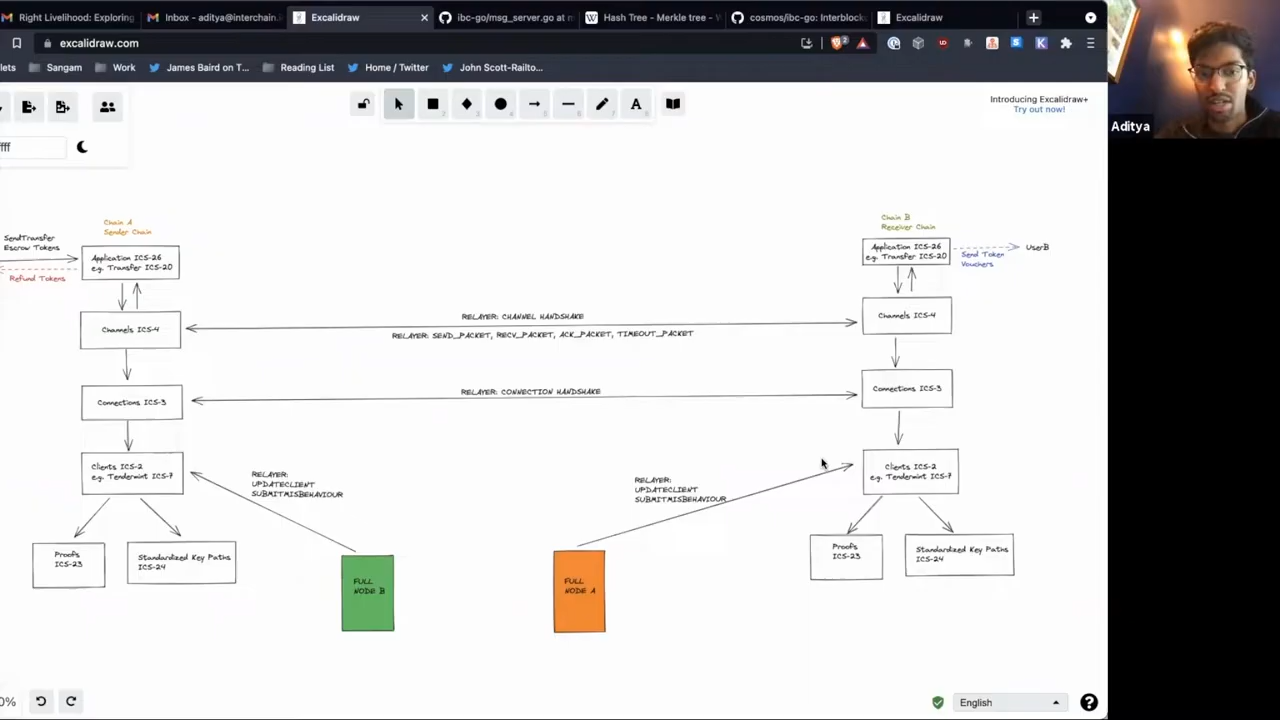 Right Livelihood: Exploring
Inbox - aditya@interchain.
Excalidraw
ibc-go/msg_server.go at
Hash Tree - Merkle tree -
cosmos/ibc-go: Interblock
Excalidraw
excalidraw.com
lets
Sangam
Work
James Baird on T...
Reading List
Home / Twitter
John Scott-Railto...
Introducing Excalidraw+
Try out now!
Aditya
ffff
Chain A
Sender Chain
SendTransfer
Escrow Tokens
Refund Tokens
Application ICS-26
e.g. Transfer ICS-20
Channels ICS-4
Connections ICS-3
Clients ICS-2
e.g. Tendermint ICS-7
Proofs
ICS-23
Standardized Key Paths
ICS-24
RELAYER: CHANNEL HANDSHAKE
RELAYER: SEND_PACKET, RECV_PACKET, ACK_PACKET, TIMEOUT_PACKET
RELAYER: CONNECTION HANDSHAKE
RELAYER:
UPDATECLIENT
SUBMITMISBEHAVIOUR
RELAYER:
UPDATECLIENT
SUBMITMISBEHAVIOUR
FULL
NODE B
FULL
NODE A
Chain B
Receiver Chain
Application ICS-26
e.g. Transfer ICS-20
Send Token
Vouchers
UserB
Channels ICS-4
Connections ICS-3
Clients ICS-2
e.g. Tendermint ICS-7
Proofs
ICS-23
Standardized Key Paths
ICS-24
0%
English